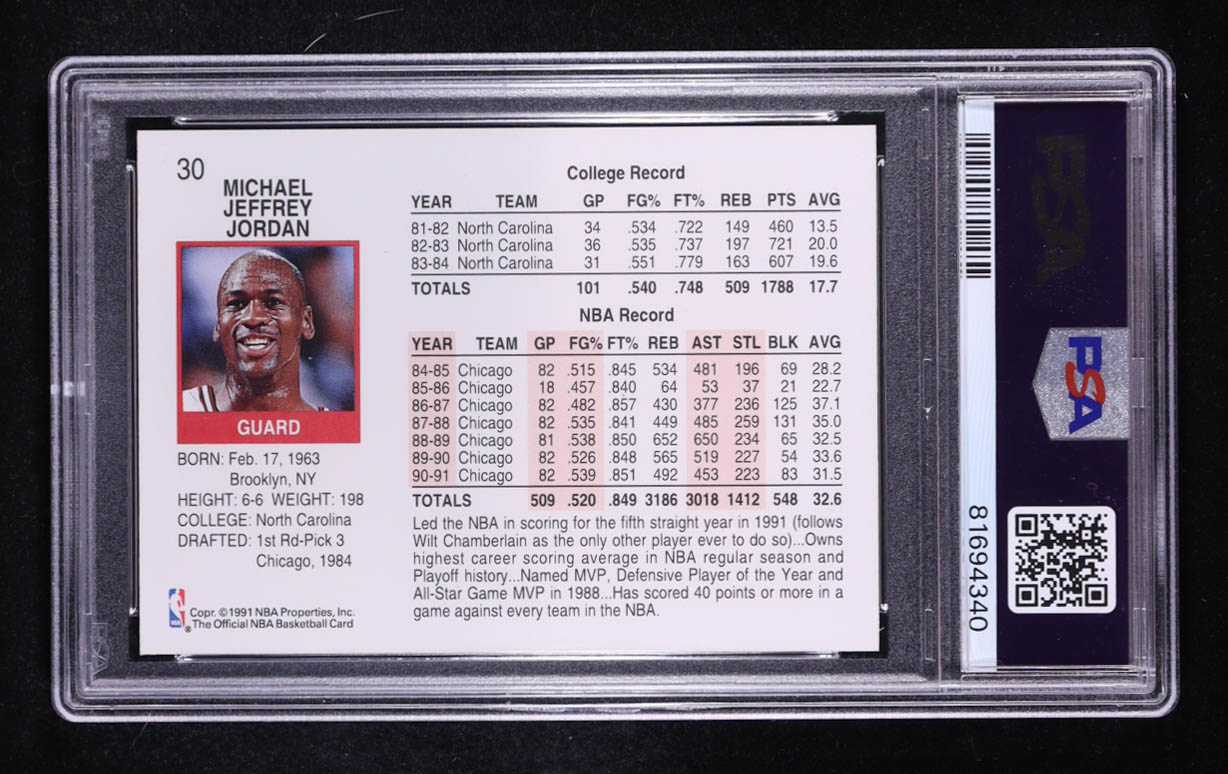 30
MICHAEL
JEFFREY
JORDAN
GUARD
BORN: Feb. 17, 1963
Brooklyn, NY
HEIGHT: 6-6 WEIGHT: 198
COLLEGE: North Carolina
DRAFTED: 1st Rd-Pick 3
Chicago, 1984
NBA
Copr. ©1991 NBA Properties, Inc.
® The Official NBA Basketball Card
College Record
YEAR TEAM GP FG% FT% REB PTS AVG
81-82 North Carolina 34 .534 .722 149 460 13.5
82-83 North Carolina 36 .535 .737 197 721 20.0
83-84 North Carolina 31 .551 .779 163 607 19.6
TOTALS 101 .540 .748 509 1788 17.7
NBA Record
YEAR TEAM GP FG% FT% REB AST STL BLK AVG
84-85 Chicago 82 .515 .845 534 481 196 69 28.2
85-86 Chicago 18 .457 .840 64 53 37 21 22.7
86-87 Chicago 82 .482 .857 430 377 236 125 37.1
87-88 Chicago 82 .535 .841 449 485 259 131 35.0
88-89 Chicago 81 .538 .850 652 650 234 65 32.5
89-90 Chicago 82 .526 .848 565 519 227 54 33.6
90-91 Chicago 82 .539 .851 492 453 223 83 31.5
TOTALS 509 .520 .849 3186 3018 1412 548 32.6
Led the NBA in scoring for the fifth straight year in 1991 (follows
Wilt Chamberlain as the only other player ever to do so)...Owns
highest career scoring average in NBA regular season and
Playoff history...Named MVP, Defensive Player of the Year and
All-Star Game MVP in 1988...Has scored 40 points or more in a
game against every team in the NBA.
PSA
PSA
81694340
PSA